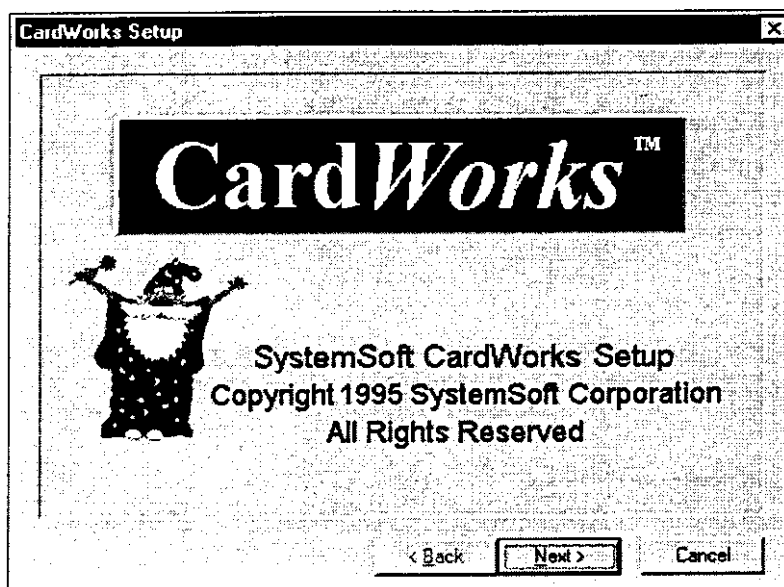 CardWorks Setup
CardWorks™
SystemSoft CardWorks Setup
Copyright 1995 SystemSoft Corporation
All Rights Reserved
< Back Next > Cancel